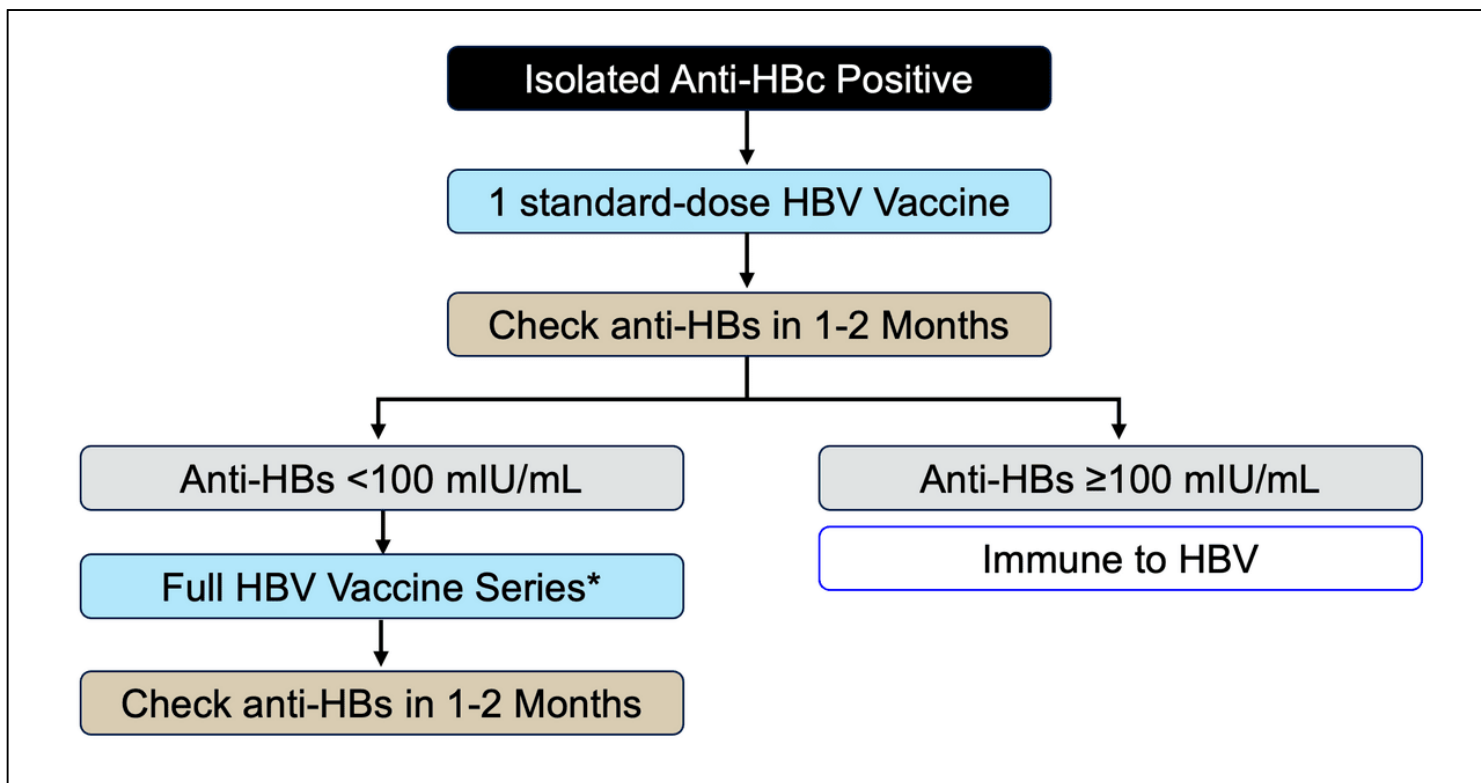 Isolated Anti-HBc Positive
1 standard-dose HBV Vaccine
Check anti-HBs in 1-2 Months
Anti-HBs <100 mIU/mL
Anti-HBs ≥100 mIU/mL
Full HBV Vaccine Series*
Immune to HBV
Check anti-HBs in 1-2 Months